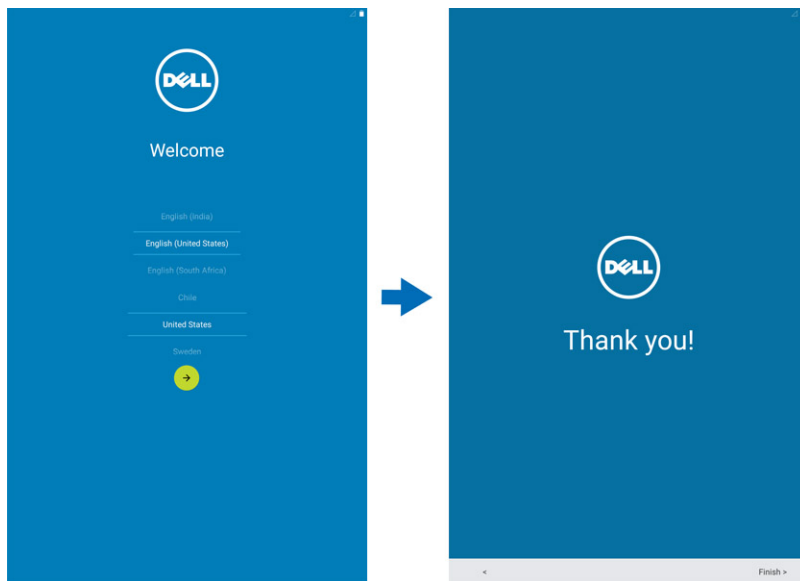 DELL
Welcome
English (India)
English (United States)
English (South Africa)
Chile
United States
Sweden
DELL
Thank you!
< Finish >